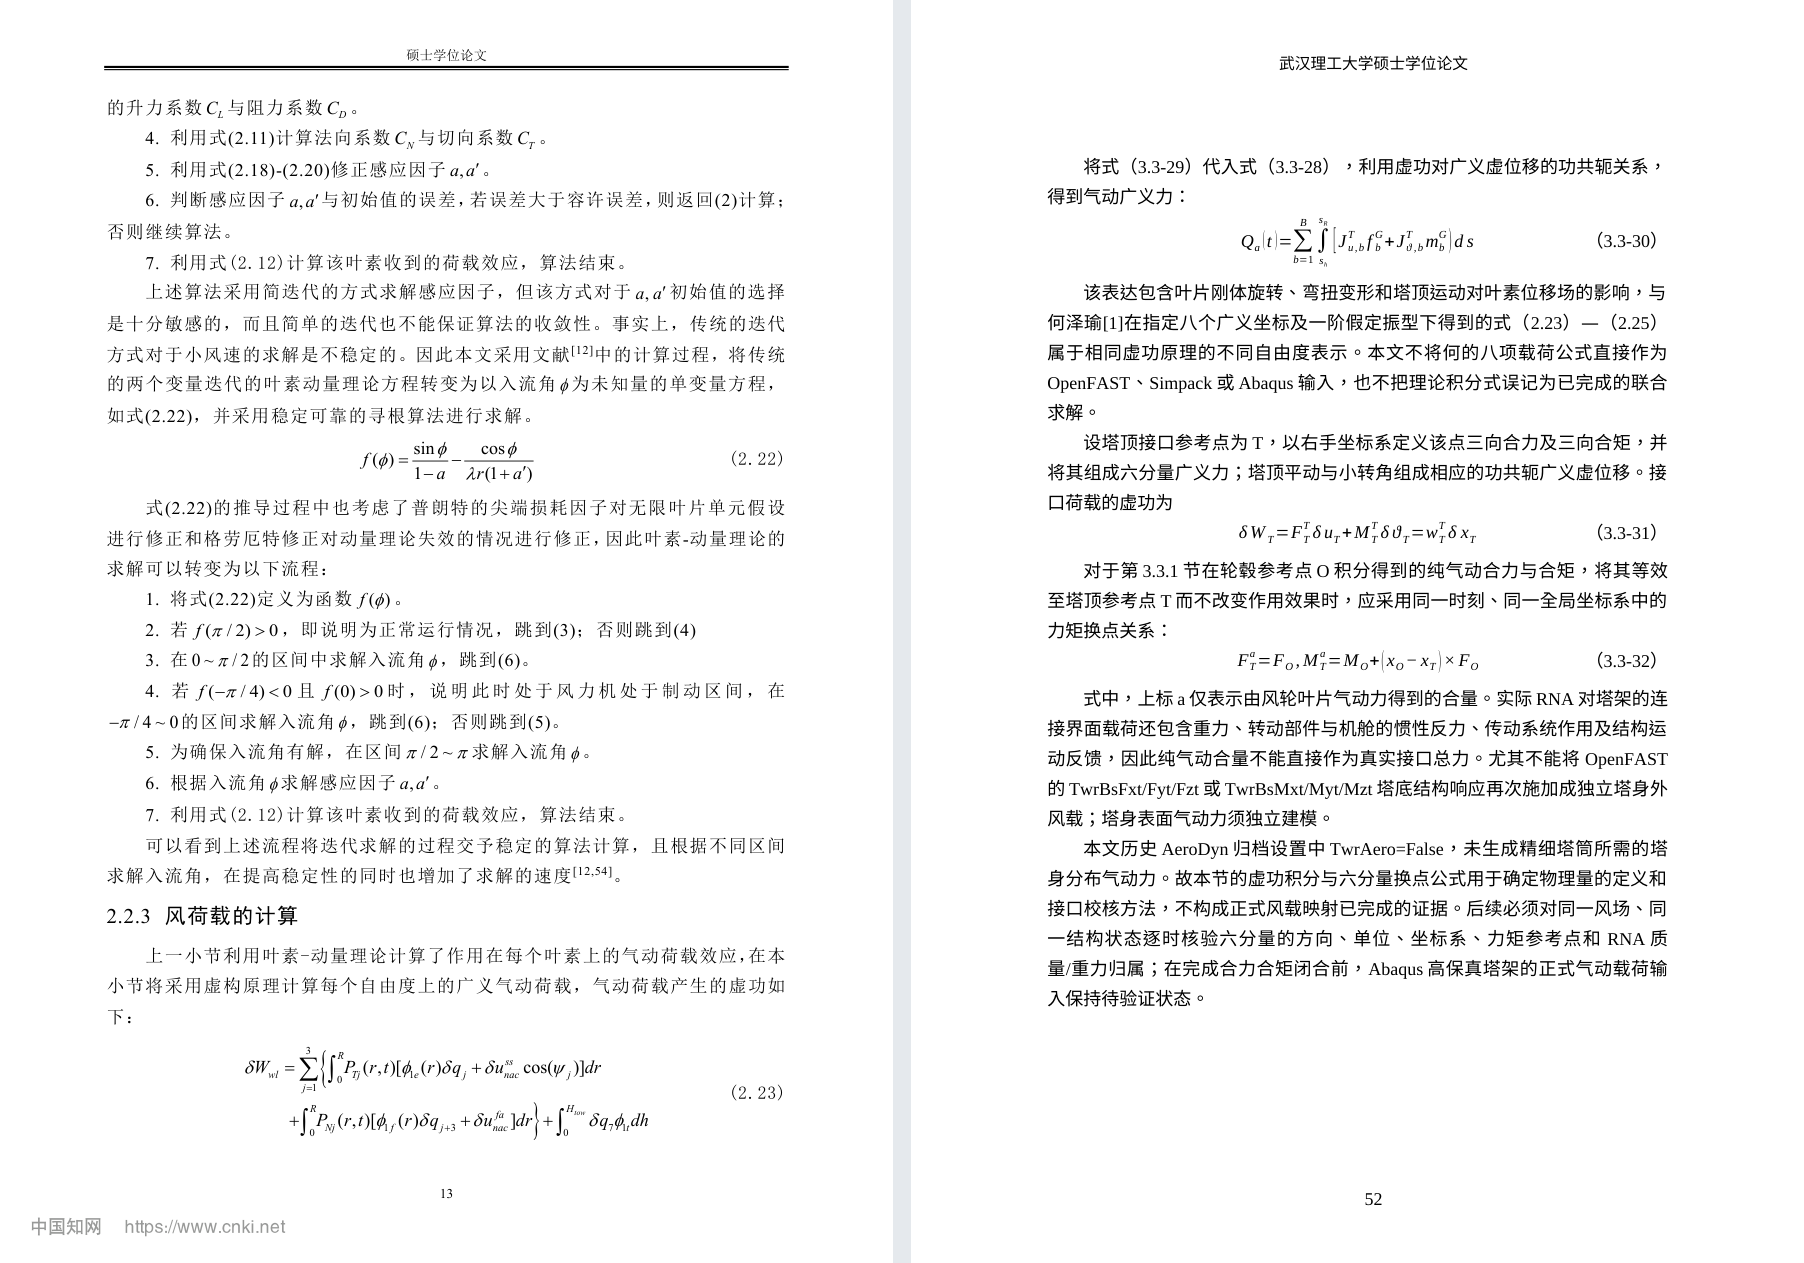 硕士学位论文
的升力系数 C_L 与阻力系数 C_D 。
4. 利用式(2.11)计算法向系数 C_N 与切向系数 C_T 。
5. 利用式(2.18)-(2.20)修正感应因子 a,a′ 。
6. 判断感应因子 a,a′ 与初始值的误差,若误差大于容许误差,则返回(2)计算;
否则继续算法。
7. 利用式(2.12)计算该叶素收到的荷载效应，算法结束。
上述算法采用简迭代的方式求解感应因子，但该方式对于 a,a′ 初始值的选择
是十分敏感的，而且简单的迭代也不能保证算法的收敛性。事实上，传统的迭代
方式对于小风速的求解是不稳定的。因此本文采用文献[12]中的计算过程，将传统
的两个变量迭代的叶素动量理论方程转变为以入流角 ϕ 为未知量的单变量方程，
如式(2.22)，并采用稳定可靠的寻根算法进行求解。
f(ϕ) = sinϕ/(1−a) − cosϕ/(λr(1+a′)) (2.22)
式(2.22)的推导过程中也考虑了普朗特的尖端损耗因子对无限叶片单元假设
进行修正和格劳厄特修正对动量理论失效的情况进行修正,因此叶素-动量理论的
求解可以转变为以下流程：
1. 将式(2.22)定义为函数 f(ϕ) 。
2. 若 f(π/2)>0，即说明为正常运行情况，跳到(3)；否则跳到(4)
3. 在 0~π/2 的区间中求解入流角 ϕ，跳到(6)。
4. 若 f(−π/4)<0 且 f(0)>0 时，说明此时处于风力机处于制动区间，在
−π/4~0 的区间求解入流角 ϕ，跳到(6)；否则跳到(5)。
5. 为确保入流角有解，在区间 π/2~π 求解入流角 ϕ。
6. 根据入流角 ϕ 求解感应因子 a,a′ 。
7. 利用式(2.12)计算该叶素收到的荷载效应，算法结束。
可以看到上述流程将迭代求解的过程交予稳定的算法计算，且根据不同区间
求解入流角，在提高稳定性的同时也增加了求解的速度[12,54]。
2.2.3 风荷载的计算
上一小节利用叶素-动量理论计算了作用在每个叶素上的气动荷载效应,在本
小节将采用虚构原理计算每个自由度上的广义气动荷载，气动荷载产生的虚功如
下：
δW_wl = ∑_{j=1}^{3} { ∫_0^R P_Tj(r,t)[ϕ_1e(r)δq_j + δu_nac^ss cos(ψ_j)]dr
+ ∫_0^R P_Nj(r,t)[ϕ_1f(r)δq_{j+3} + δu_nac^fa]dr } + ∫_0^{H_tow} δq_7ϕ_1t dh (2.23)
13
中国知网 https://www.cnki.net
武汉理工大学硕士学位论文
将式（3.3-29）代入式（3.3-28），利用虚功对广义虚位移的功共轭关系，
得到气动广义力：
Q_a(t)=∑_{b=1}^{B} ∫_{s_h}^{s_R} [J_{u,b}^T f_b^G + J_{ϑ,b}^T m_b^G] d s （3.3-30）
该表达包含叶片刚体旋转、弯扭变形和塔顶运动对叶素位移场的影响，与
何泽瑜[1]在指定八个广义坐标及一阶假定振型下得到的式（2.23）—（2.25）
属于相同虚功原理的不同自由度表示。本文不将何的八项载荷公式直接作为
OpenFAST、Simpack 或 Abaqus 输入，也不把理论积分式误记为已完成的联合
求解。
设塔顶接口参考点为 T，以右手坐标系定义该点三向合力及三向合矩，并
将其组成六分量广义力；塔顶平动与小转角组成相应的功共轭广义虚位移。接
口荷载的虚功为
δ W_T=F_T^T δ u_T+M_T^T δ ϑ_T=w_T^T δ x_T （3.3-31）
对于第 3.3.1 节在轮毂参考点 O 积分得到的纯气动合力与合矩，将其等效
至塔顶参考点 T 而不改变作用效果时，应采用同一时刻、同一全局坐标系中的
力矩换点关系：
F_T^a=F_O, M_T^a=M_O+(x_O−x_T)×F_O （3.3-32）
式中，上标 a 仅表示由风轮叶片气动力得到的合量。实际 RNA 对塔架的连
接界面载荷还包含重力、转动部件与机舱的惯性反力、传动系统作用及结构运
动反馈，因此纯气动合量不能直接作为真实接口总力。尤其不能将 OpenFAST
的 TwrBsFxt/Fyt/Fzt 或 TwrBsMxt/Myt/Mzt 塔底结构响应再次施加成独立塔身外
风载；塔身表面气动力须独立建模。
本文历史 AeroDyn 归档设置中 TwrAero=False，未生成精细塔筒所需的塔
身分布气动力。故本节的虚功积分与六分量换点公式用于确定物理量的定义和
接口校核方法，不构成正式风载映射已完成的证据。后续必须对同一风场、同
一结构状态逐时核验六分量的方向、单位、坐标系、力矩参考点和 RNA 质
量/重力归属；在完成合力合矩闭合前，Abaqus 高保真塔架的正式气动载荷输
入保持待验证状态。
52